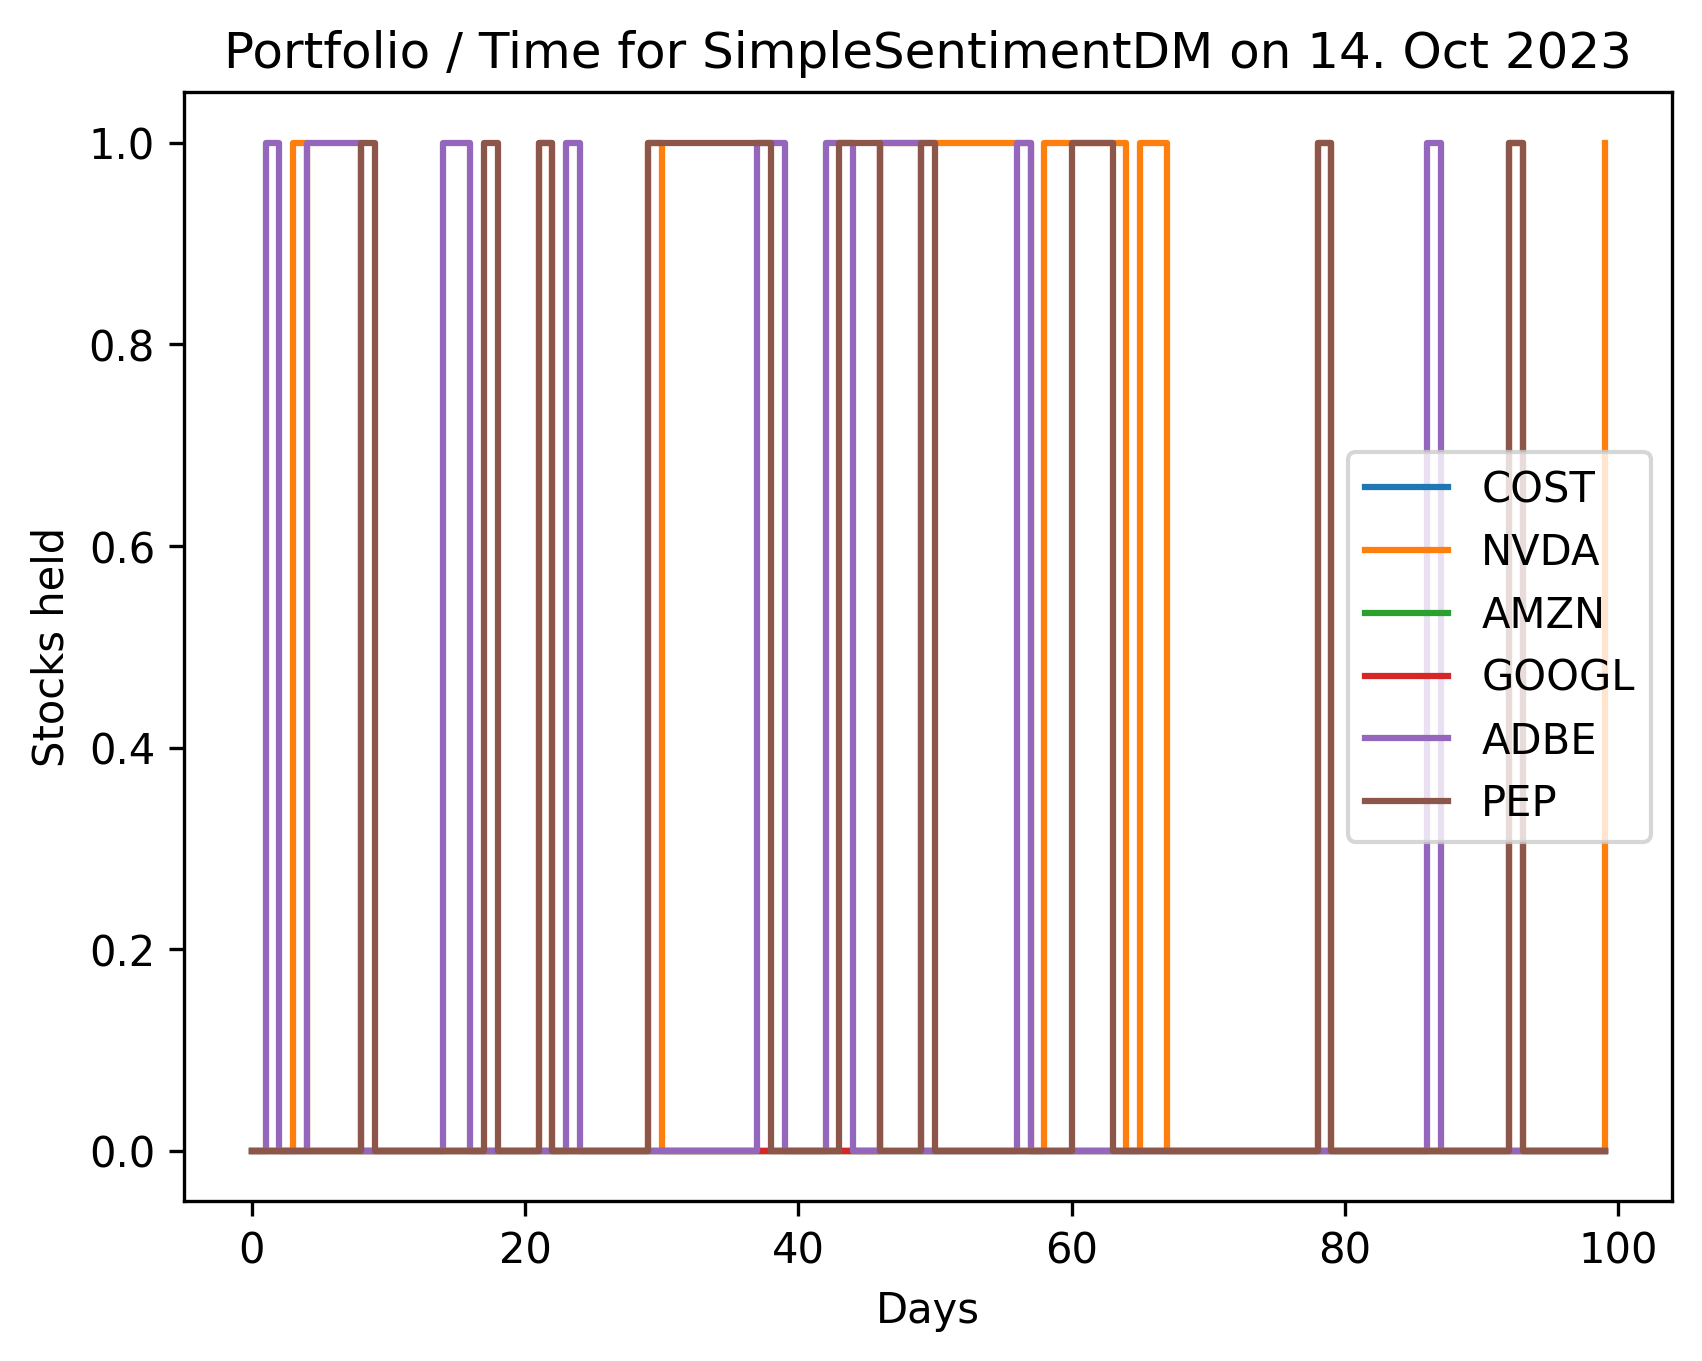 Portfolio / Time for SimpleSentimentDM on 14. Oct 2023
1.0
0.8
0.6
0.4
0.2
0.0
Stocks held
COST
NVDA
AMZN
GOOGL
ADBE
PEP
0 20 40 60 80 100
Days